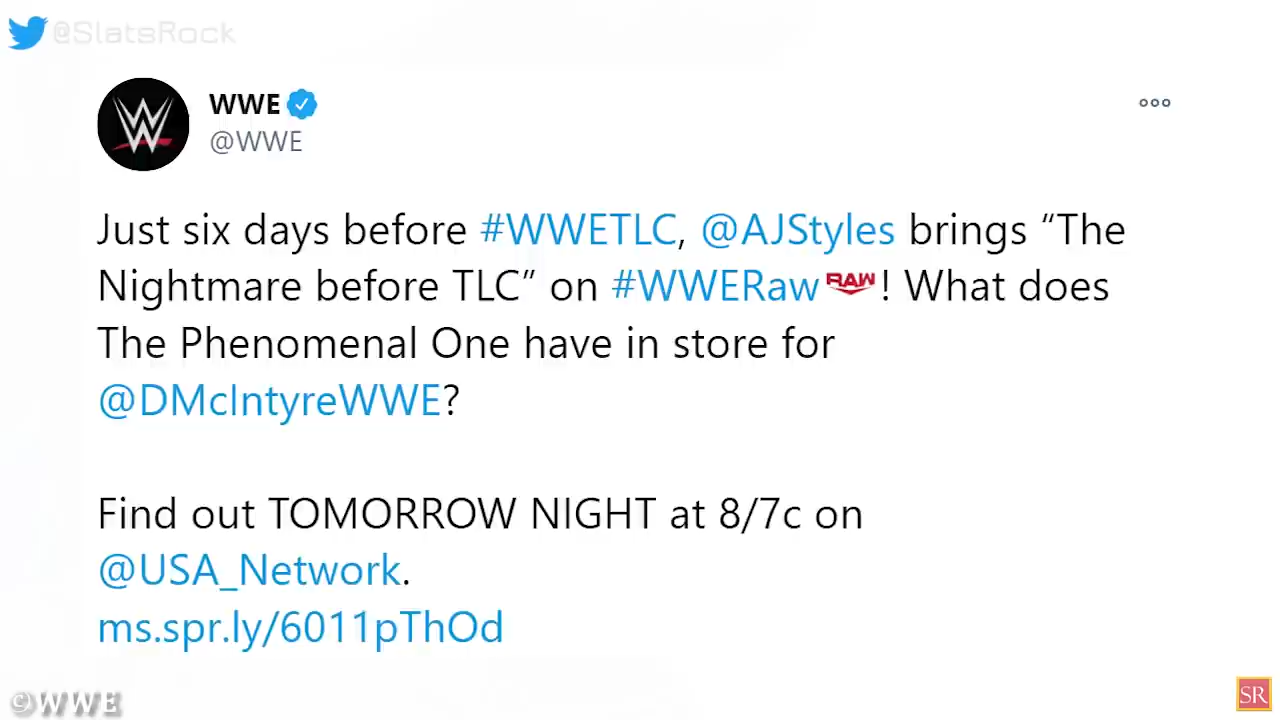 @SlatsRock
WWE
@WWE
Just six days before #WWETLC, @AJStyles brings “The
Nightmare before TLC” on #WWERaw RAW! What does
The Phenomenal One have in store for
@DMcIntyreWWE?
Find out TOMORROW NIGHT at 8/7c on
@USA_Network.
ms.spr.ly/6011pThOd
©WWE
SR